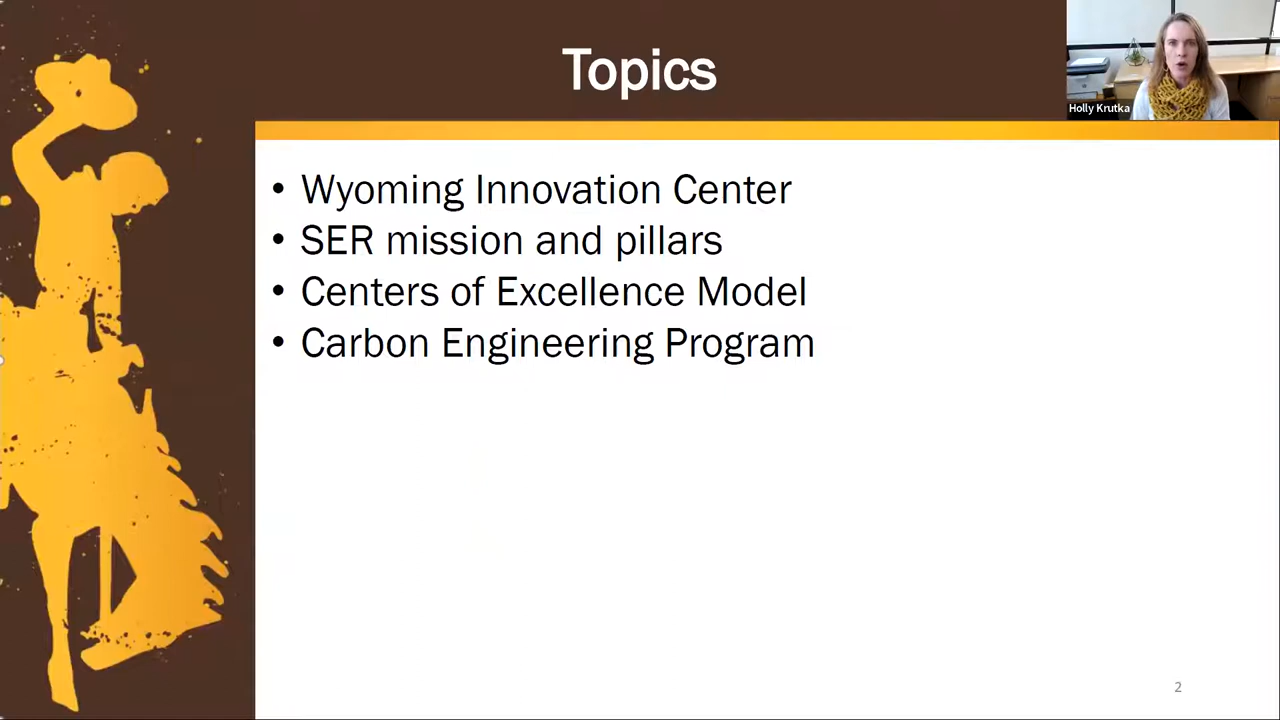 Topics
Holly Krutka
• Wyoming Innovation Center
• SER mission and pillars
• Centers of Excellence Model
• Carbon Engineering Program
2